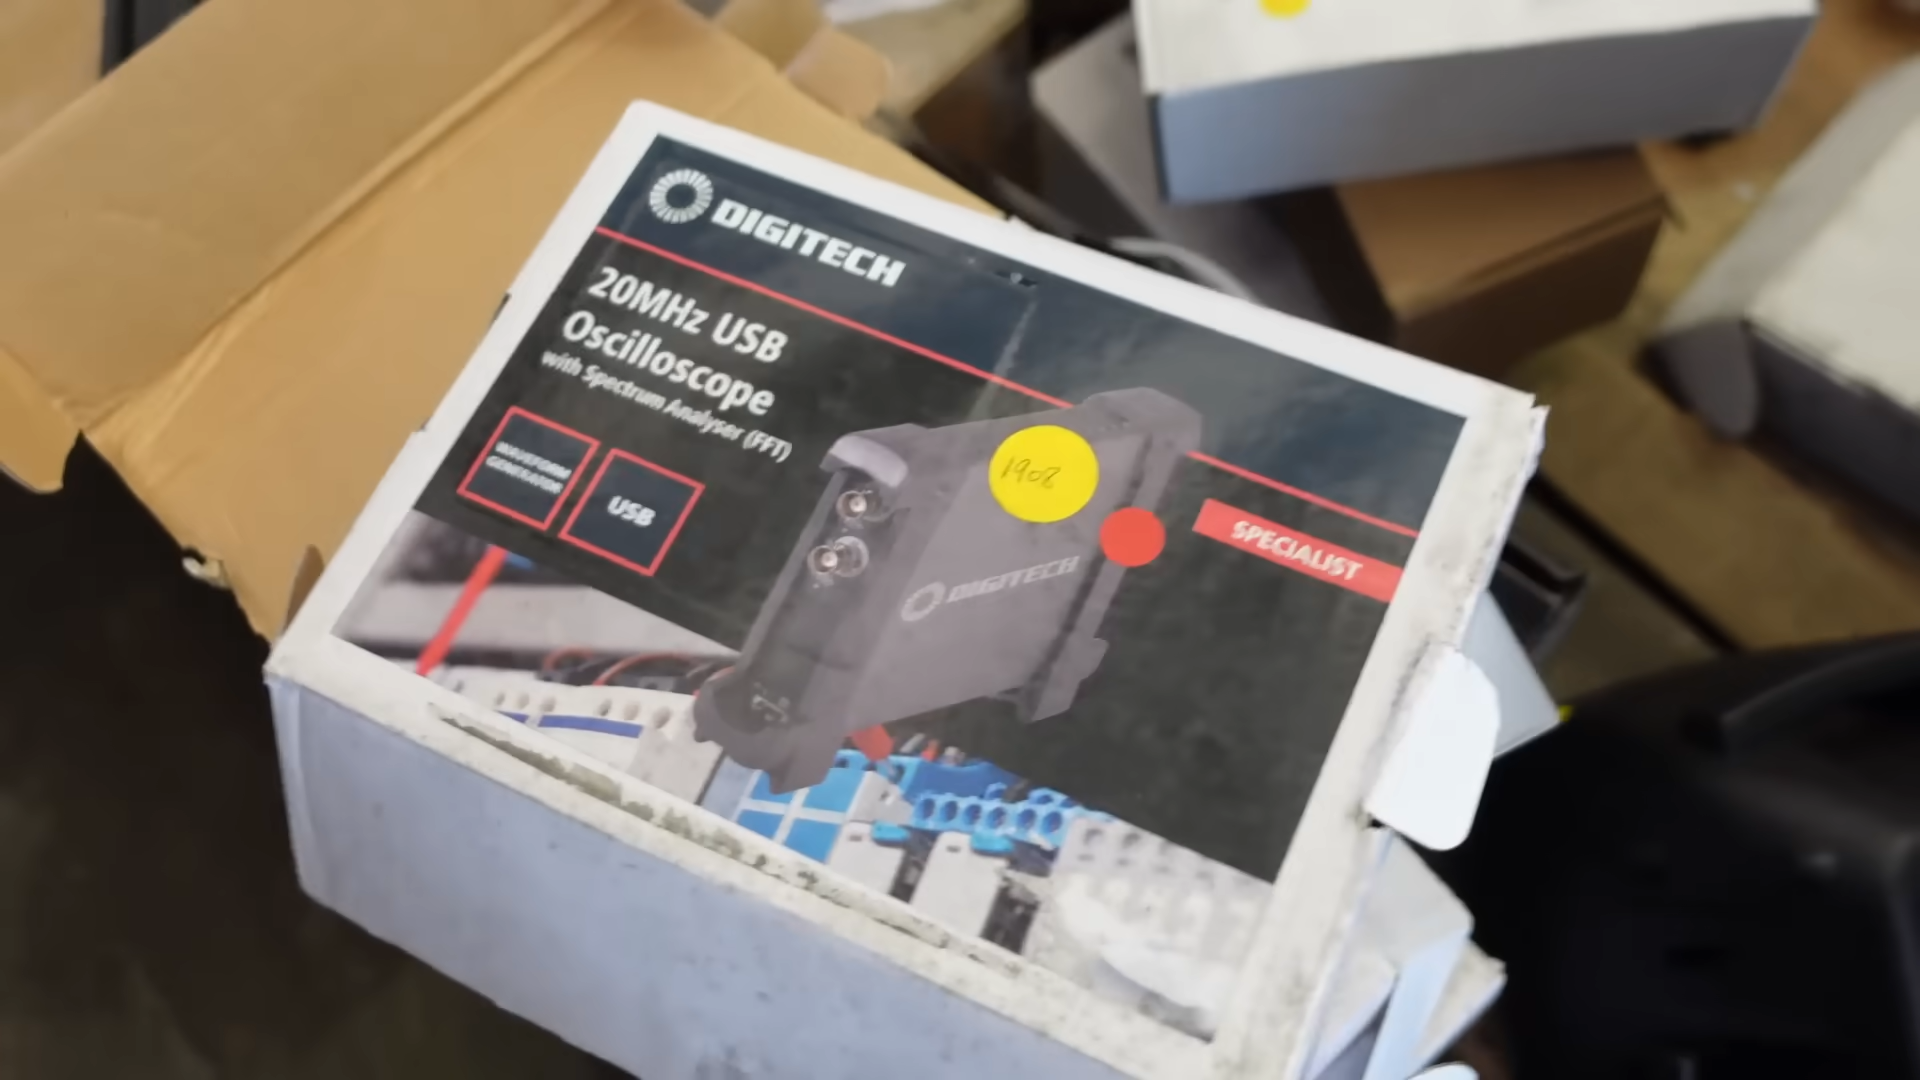 DIGITECH
20MHz USB
Oscilloscope
with Spectrum Analyser (FFT)
WAVEFORM
GENERATOR
USB
1908
DIGITECH
SPECIALIST